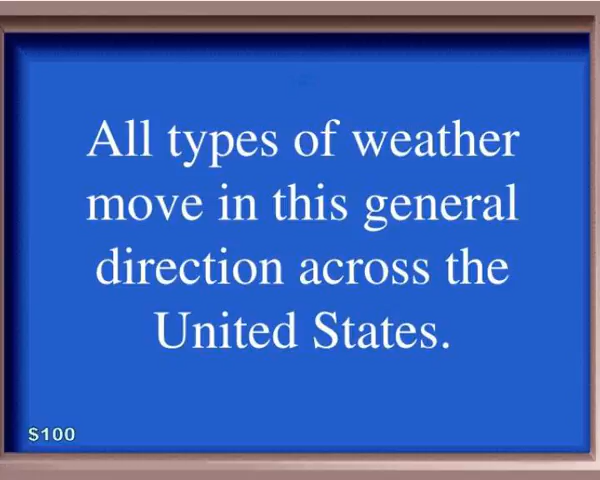 All types of weather
move in this general
direction across the
United States.
$100